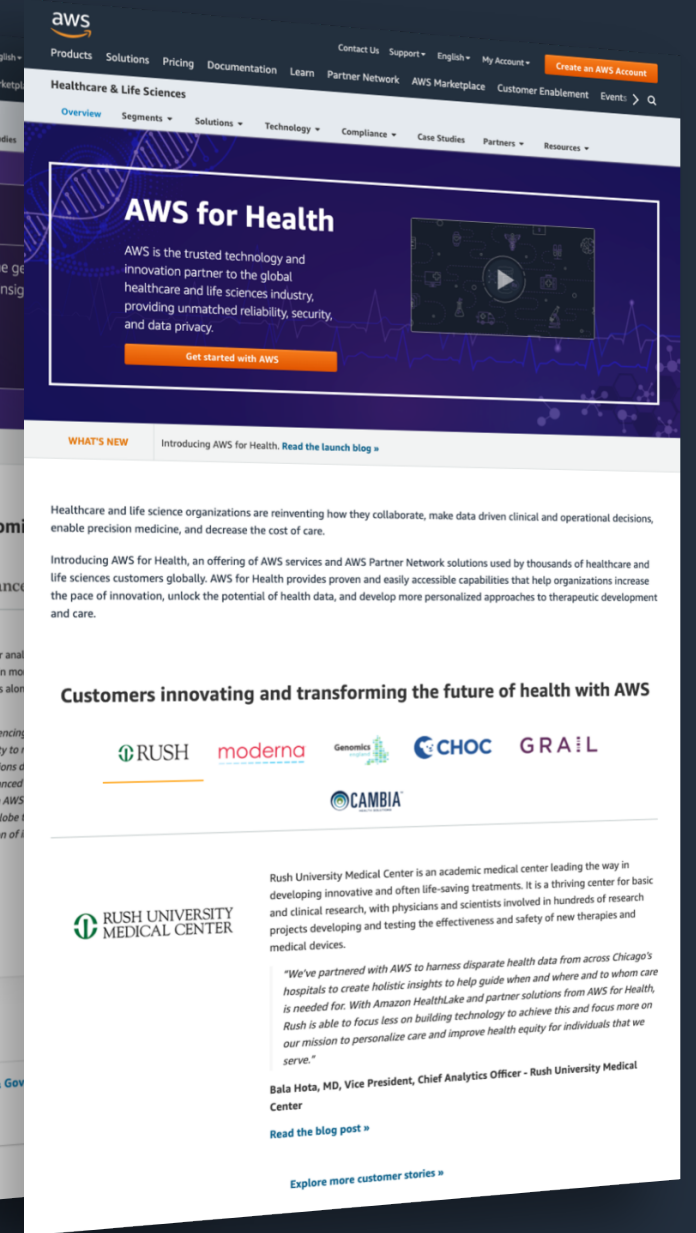 aws
Contact Us Support English My Account Create an AWS Account
Products Solutions Pricing Documentation Learn Partner Network AWS Marketplace Customer Enablement Events
Healthcare & Life Sciences
Overview Segments Solutions Technology Compliance Case Studies Partners Resources
AWS for Health
AWS is the trusted technology and
innovation partner to the global
healthcare and life sciences industry,
providing unmatched reliability, security,
and data privacy.
Get started with AWS
WHAT'S NEW Introducing AWS for Health. Read the launch blog »
Healthcare and life science organizations are reinventing how they collaborate, make data driven clinical and operational decisions,
enable precision medicine, and decrease the cost of care.
Introducing AWS for Health, an offering of AWS services and AWS Partner Network solutions used by thousands of healthcare and
life sciences customers globally. AWS for Health provides proven and easily accessible capabilities that help organizations increase
the pace of innovation, unlock the potential of health data, and develop more personalized approaches to therapeutic development
and care.
Customers innovating and transforming the future of health with AWS
RUSH moderna Genomics england CHOC GRAIL
CAMBIA
RUSH UNIVERSITY
MEDICAL CENTER
Rush University Medical Center is an academic medical center leading the way in
developing innovative and often life-saving treatments. It is a thriving center for basic
and clinical research, with physicians and scientists involved in hundreds of research
projects developing and testing the effectiveness and safety of new therapies and
medical devices.
"We've partnered with AWS to harness disparate health data from across Chicago's
hospitals to create holistic insights to help guide when and where and to whom care
is needed for. With Amazon HealthLake and partner solutions from AWS for Health,
Rush is able to focus less on building technology to achieve this and focus more on
our mission to personalize care and improve health equity for individuals that we
serve."
Bala Hota, MD, Vice President, Chief Analytics Officer - Rush University Medical
Center
Read the blog post »
Explore more customer stories »